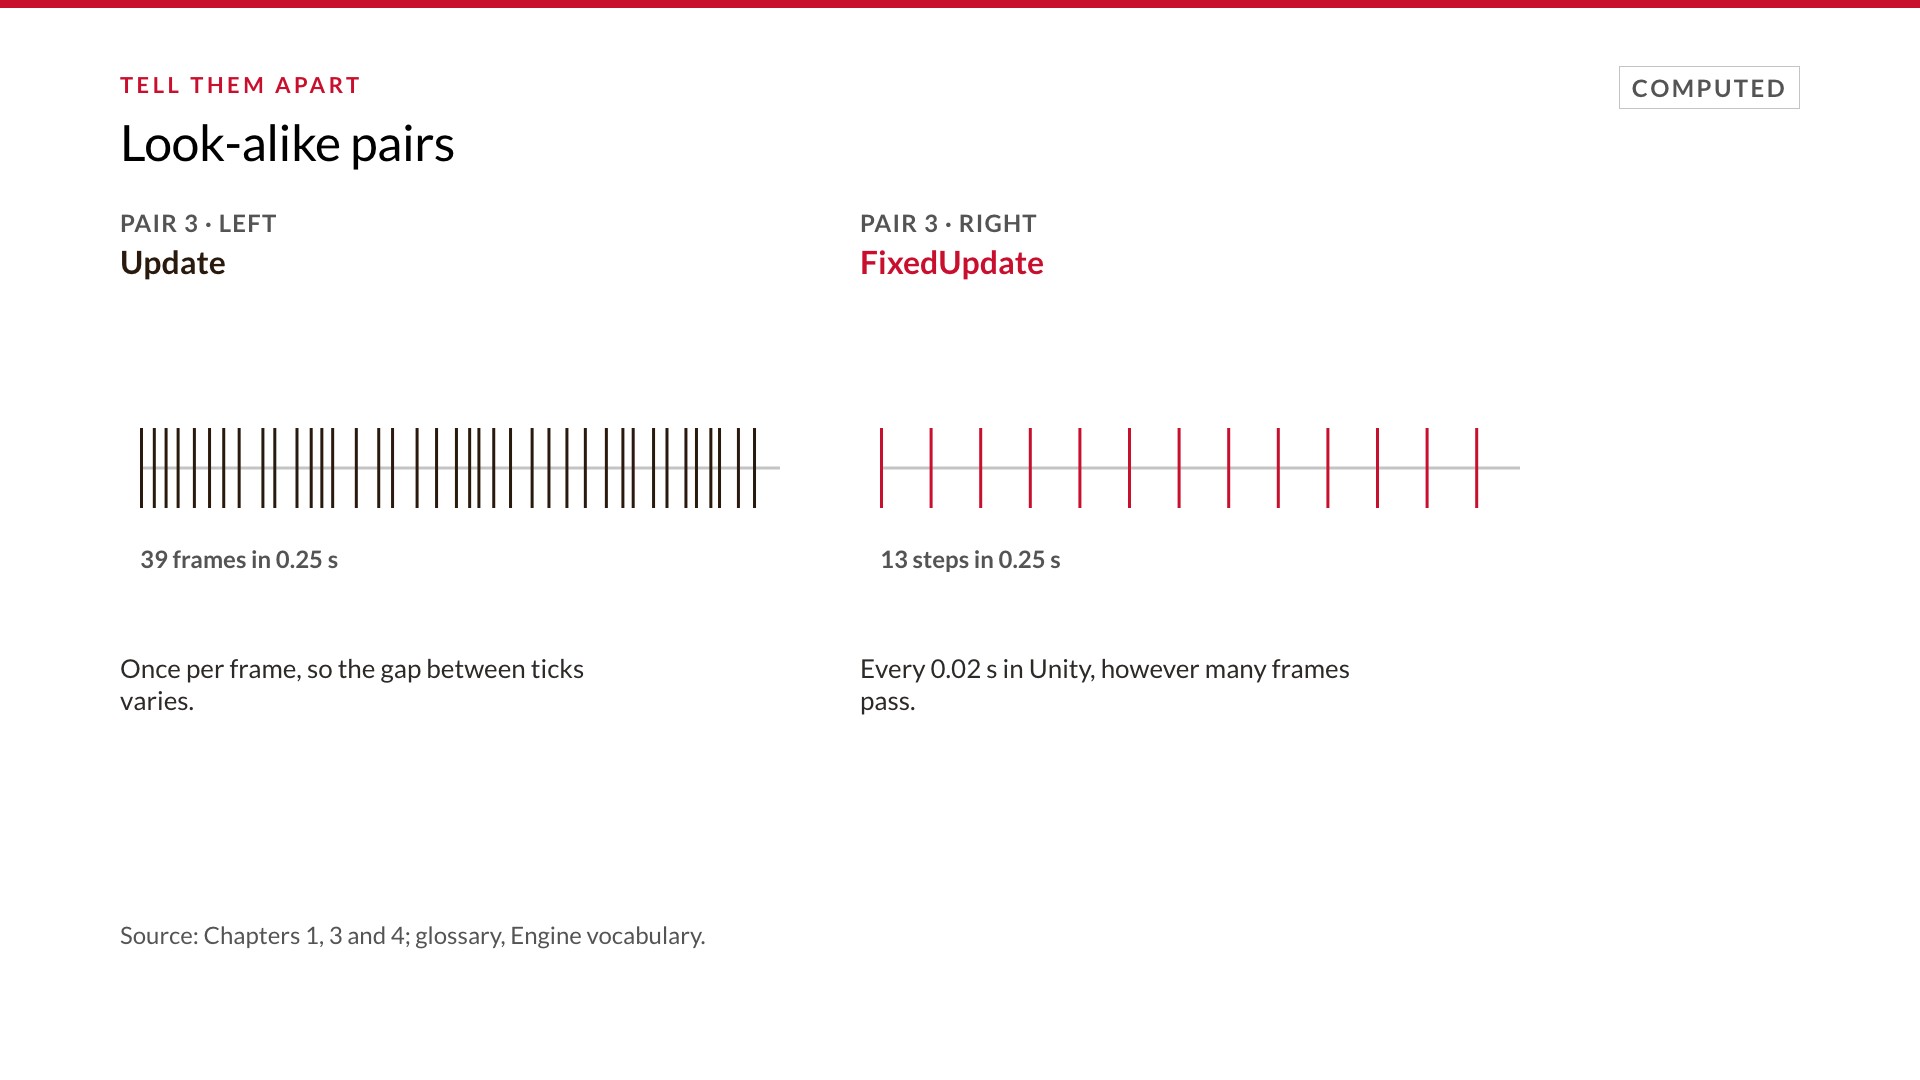 TELL THEM APART
COMPUTED
Look-alike pairs
PAIR 3 · LEFT
Update
PAIR 3 · RIGHT
FixedUpdate
39 frames in 0.25 s
13 steps in 0.25 s
Once per frame, so the gap between ticks
varies.
Every 0.02 s in Unity, however many frames
pass.
Source: Chapters 1, 3 and 4; glossary, Engine vocabulary.